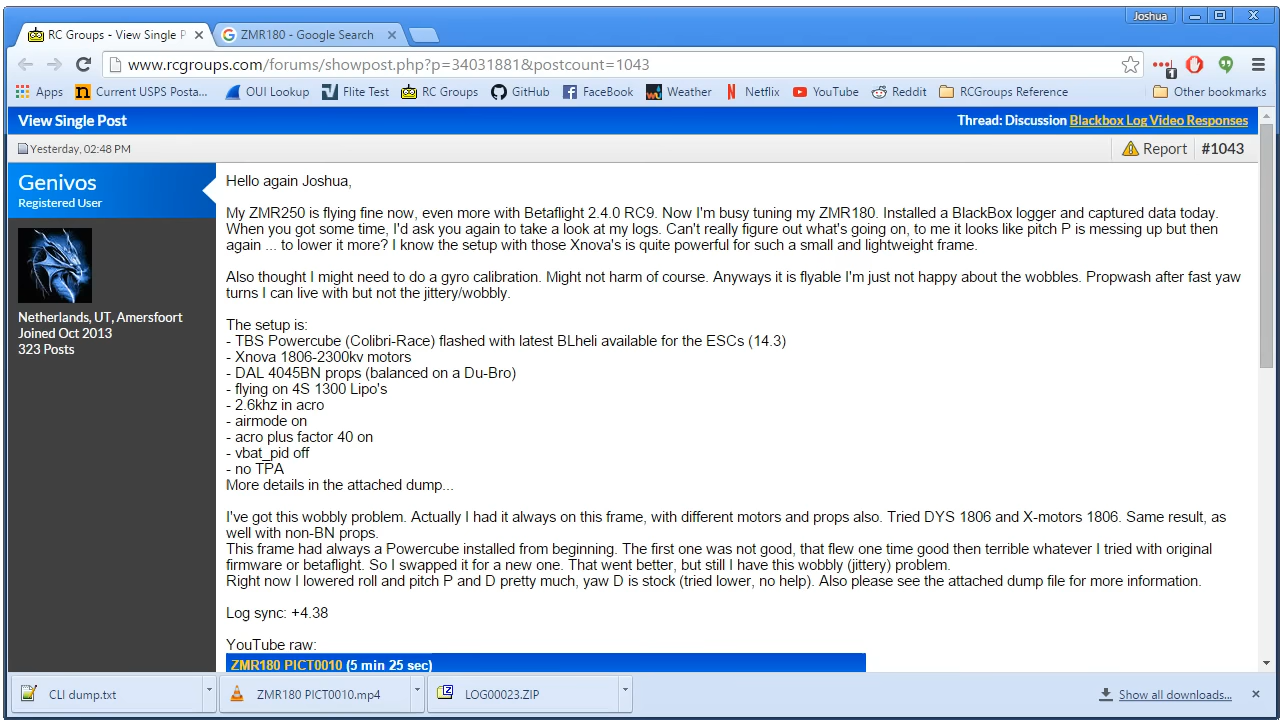 Joshua
RC Groups - View Single P
ZMR180 - Google Search
www.rcgroups.com/forums/showpost.php?p=34031881&postcount=1043
1
Apps
Current USPS Posta...
OUI Lookup
Flite Test
RC Groups
GitHub
FaceBook
Weather
Netflix
YouTube
Reddit
RCGroups Reference
Other bookmarks
View Single Post
Thread: Discussion Blackbox Log Video Responses
Yesterday, 02:48 PM
Report #1043
Genivos
Registered User
Netherlands, UT, Amersfoort
Joined Oct 2013
323 Posts
Hello again Joshua,
My ZMR250 is flying fine now, even more with Betaflight 2.4.0 RC9. Now I'm busy tuning my ZMR180. Installed a BlackBox logger and captured data today.
When you got some time, I'd ask you again to take a look at my logs. Can't really figure out what's going on, to me it looks like pitch P is messing up but then
again ... to lower it more? I know the setup with those Xnova's is quite powerful for such a small and lightweight frame.
Also thought I might need to do a gyro calibration. Might not harm of course. Anyways it is flyable I'm just not happy about the wobbles. Propwash after fast yaw
turns I can live with but not the jittery/wobbly.
The setup is:
- TBS Powercube (Colibri-Race) flashed with latest BLheli available for the ESCs (14.3)
- Xnova 1806-2300kv motors
- DAL 4045BN props (balanced on a Du-Bro)
- flying on 4S 1300 Lipo's
- 2.6khz in acro
- airmode on
- acro plus factor 40 on
- vbat_pid off
- no TPA
More details in the attached dump...
I've got this wobbly problem. Actually I had it always on this frame, with different motors and props also. Tried DYS 1806 and X-motors 1806. Same result, as
well with non-BN props.
This frame had always a Powercube installed from beginning. The first one was not good, that flew one time good then terrible whatever I tried with original
firmware or betaflight. So I swapped it for a new one. That went better, but still I have this wobbly (jittery) problem.
Right now I lowered roll and pitch P and D pretty much, yaw D is stock (tried lower, no help). Also please see the attached dump file for more information.
Log sync: +4.38
YouTube raw:
ZMR180 PICT0010 (5 min 25 sec)
CLI dump.txt
ZMR180 PICT0010.mp4
LOG00023.ZIP
Show all downloads...